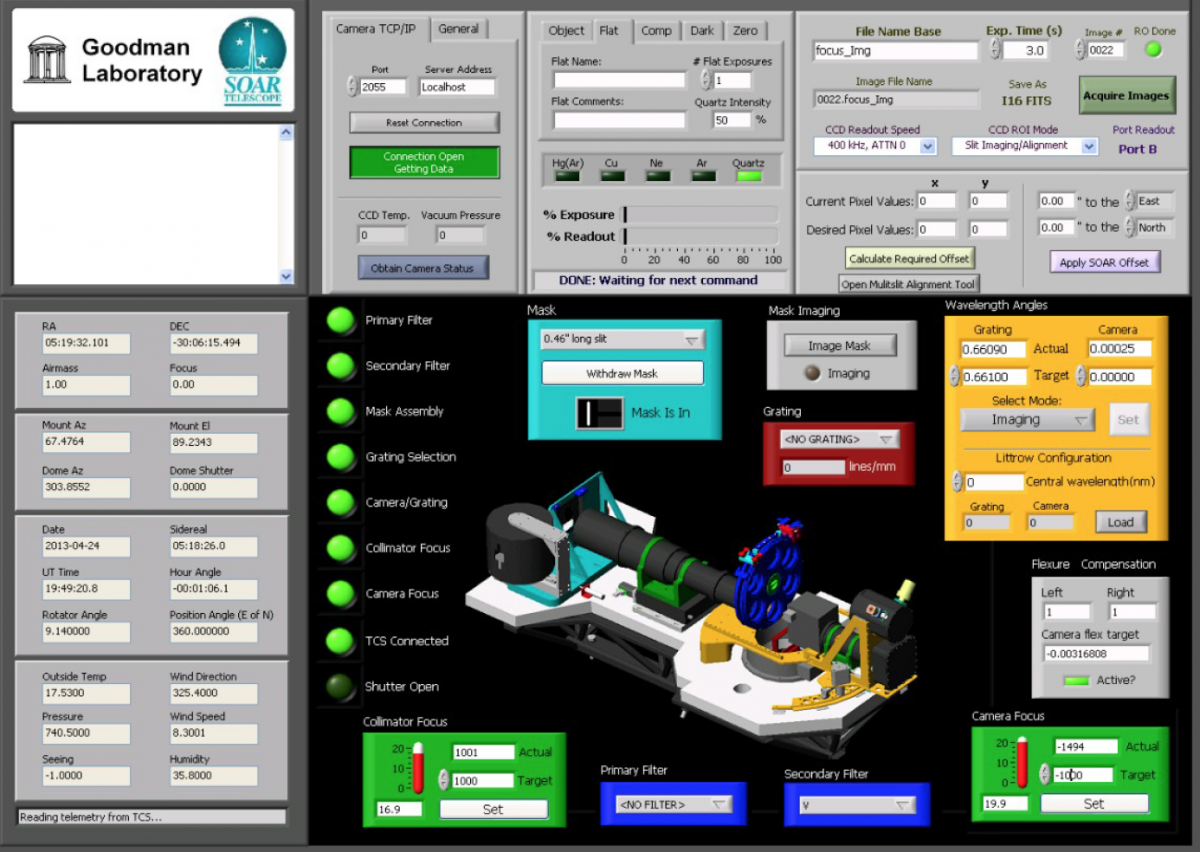 Goodman
Laboratory
SOAR
TELESCOPE
Camera TCP/IP General
Port Server Address
2055 Localhost
Reset Connection
Connection Open
Getting Data
CCD Temp. Vacuum Pressure
0 0
Obtain Camera Status
Object Flat Comp Dark Zero
Flat Name: # Flat Exposures
1
Flat Comments: Quartz Intensity
50 %
Hg(Ar) Cu Ne Ar Quartz
% Exposure
% Readout
0 20 40 60 80 100
DONE: Waiting for next command
File Name Base Exp. Time (s) Image # RO Done
focus_Img 3.0 0022
Image File Name Save As
0022.focus_Img I16 FITS Acquire Images
CCD Readout Speed CCD ROI Mode Port Readout
400 kHz, ATTN 0 Slit Imaging/Alignment Port B
x y
Current Pixel Values: 0 0 0.00 " to the East
Desired Pixel Values: 0 0 0.00 " to the North
Calculate Required Offset
Open Mulitslit Alignment Tool
Apply SOAR Offset
RA DEC
05:19:32.101 -30:06:15.494
Airmass Focus
1.00 0.00
Mount Az Mount El
67.4764 89.2343
Dome Az Dome Shutter
303.8552 0.0000
Date Sidereal
2013-04-24 05:18:26.0
UT Time Hour Angle
19:49:20.8 -00:01:06.1
Rotator Angle Position Angle (E of N)
9.140000 360.000000
Outside Temp Wind Direction
17.5300 325.4000
Pressure Wind Speed
740.5000 8.3001
Seeing Humidity
-1.0000 35.8000
Reading telemetry from TCS...
Primary Filter
Secondary Filter
Mask Assembly
Grating Selection
Camera/Grating
Collimator Focus
Camera Focus
TCS Connected
Shutter Open
Mask
0.46" long slit
Withdraw Mask
Mask Is In
Mask Imaging
Image Mask
Imaging
Grating
<NO GRATING>
0 lines/mm
Wavelength Angles
Grating Camera
0.66090 Actual 0.00025
0.66100 Target 0.00000
Select Mode:
Imaging Set
Littrow Configuration
0 Central wavelength(nm)
Grating Camera
0 0 Load
Flexure Compensation
Left Right
1 1
Camera flex target
-0.00316808
Active?
Collimator Focus
20
10
0
1001 Actual
1000 Target
16.9 Set
Primary Filter
<NO FILTER>
Secondary Filter
V
Camera Focus
20
10
0
-1494 Actual
-1000 Target
19.9 Set